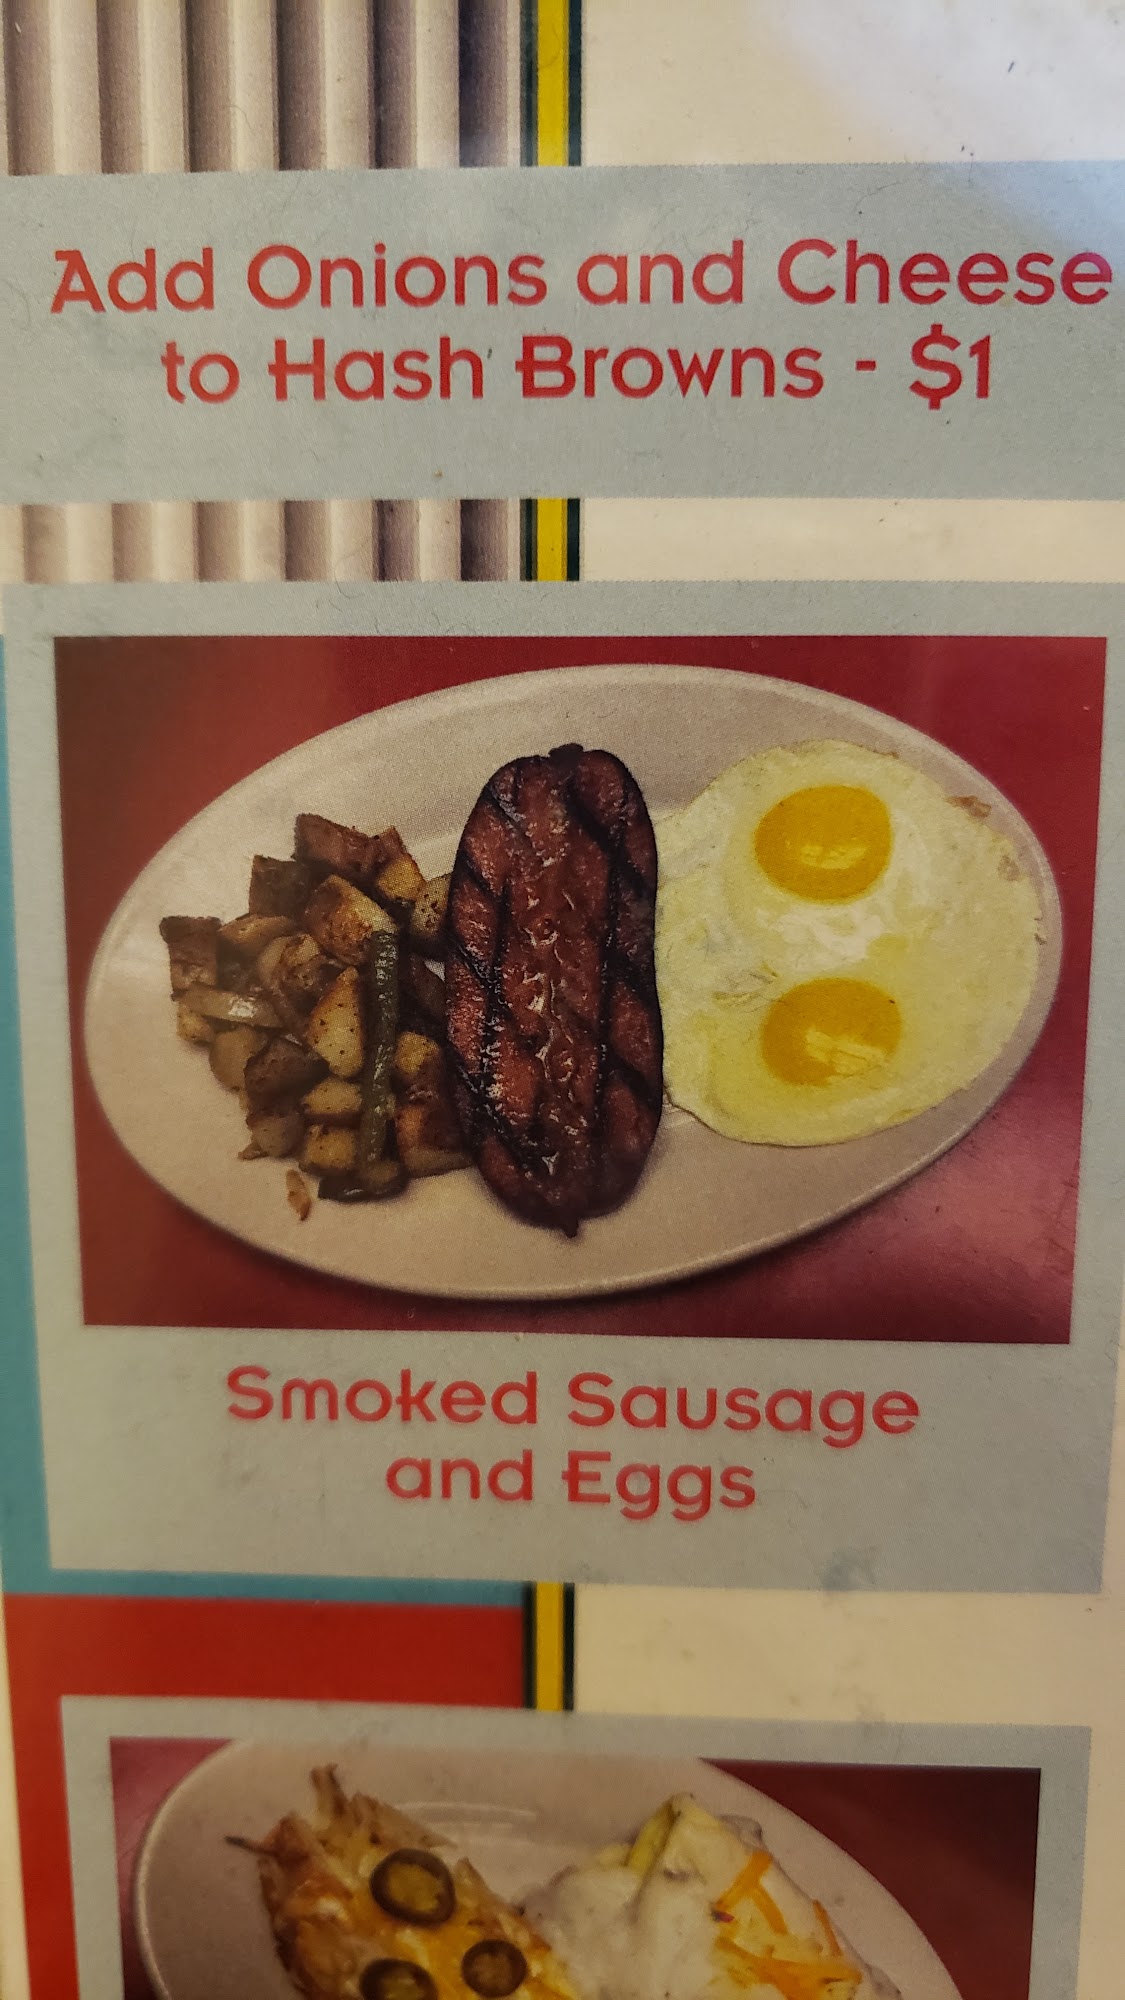 Add Onions and Cheese
to Hash Browns - $1
Smoked Sausage
and Eggs